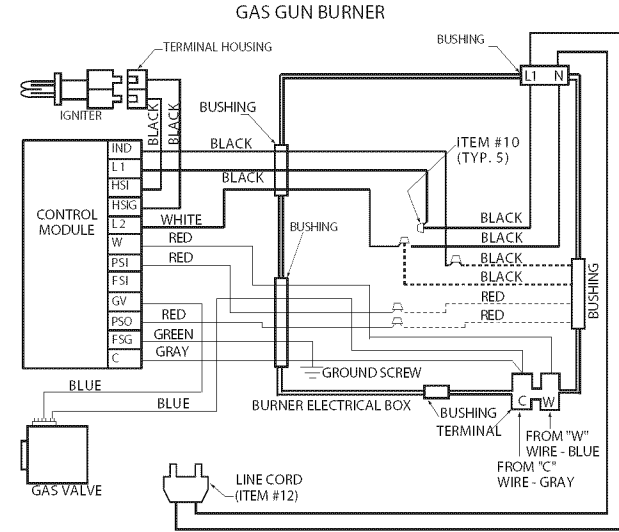 GAS GUN BURNER
TERMINAL HOUSING
BUSHING
L1 N
IGNITER
BLACK
BLACK
BUSHING
BLACK
ITEM #10
(TYP. 5)
CONTROL
MODULE
IND
L1
HSI
HSIG
L2
W
PSI
FSI
GV
PSO
FSG
C
BLACK
WHITE
RED
RED
RED
GREEN
GRAY
BUSHING
BLACK
BLACK
BLACK
BLACK
RED
RED
BUSHING
GROUND SCREW
BLUE
BLUE
BURNER ELECTRICAL BOX
BUSHING
TERMINAL
C W
FROM "W"
WIRE - BLUE
FROM "C"
WIRE - GRAY
GAS VALVE
LINE CORD
(ITEM #12)